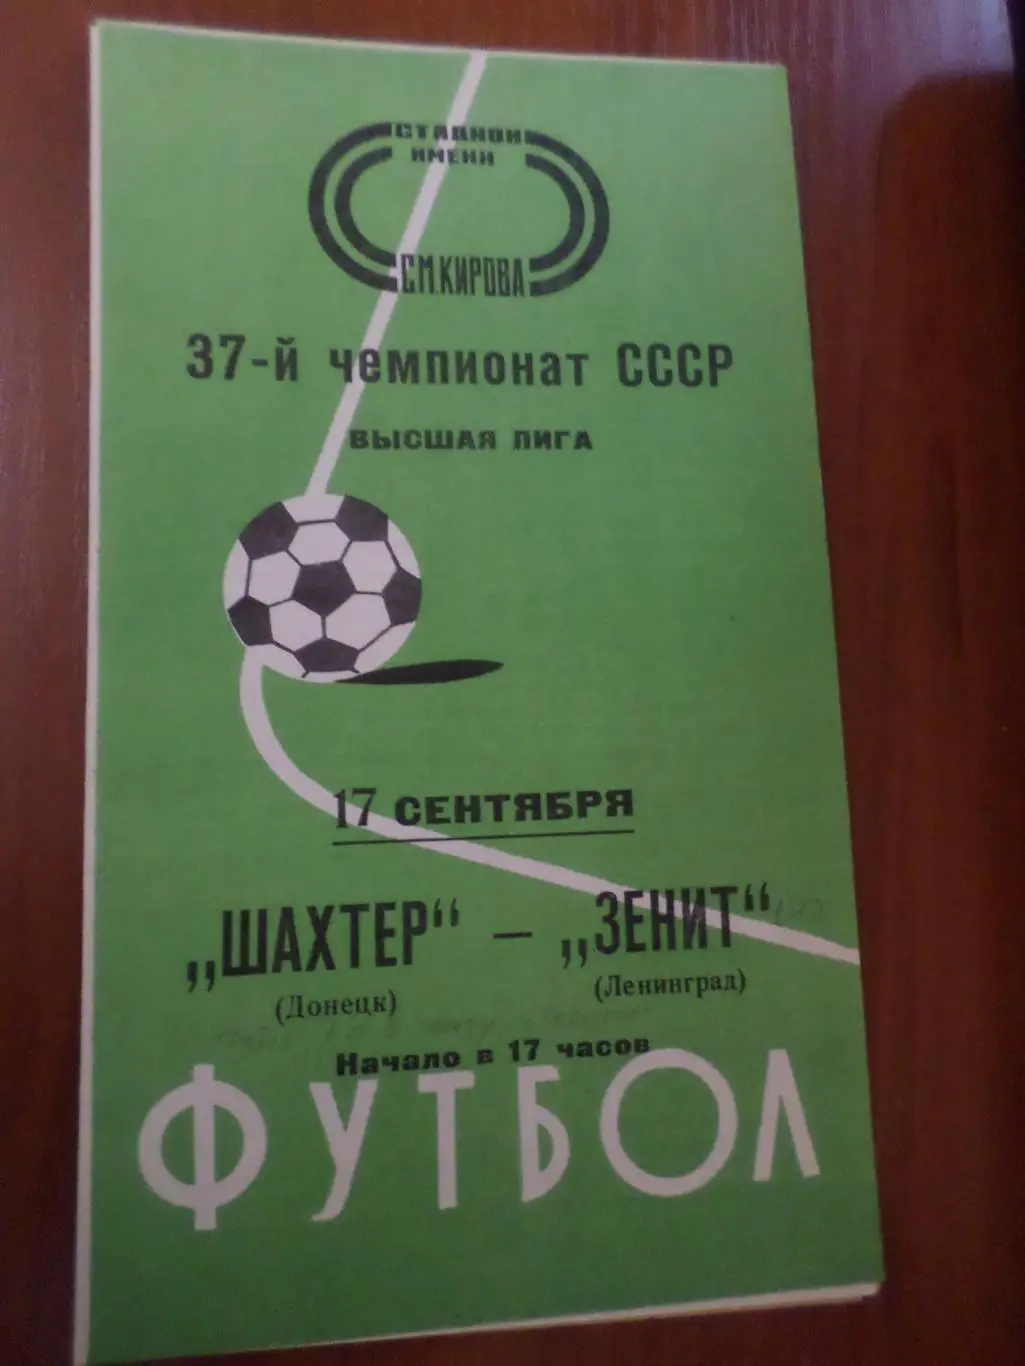 СТАДИОН
ИМЕНИ
С.М.КИРОВА
37-й чемпионат СССР
ВЫСШАЯ ЛИГА
17 СЕНТЯБРЯ
„ШАХТЕР“ – „ЗЕНИТ“
(Донецк) (Ленинград)
Начало в 17 часов
ФУТБОЛ